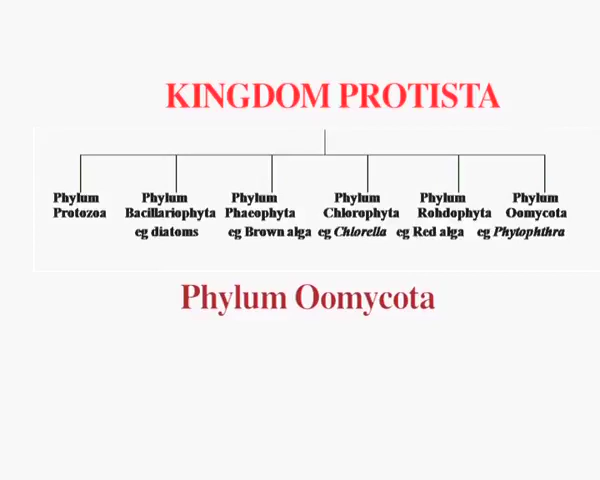 KINGDOM PROTISTA
Phylum Phylum Phylum Phylum Phylum Phylum
Protozoa Bacillariophyta Phaeophyta Chlorophyta Rohdophyta Oomycota
eg diatoms eg Brown alga eg Chlorella eg Red alga eg Phytophthra
Phylum Oomycota